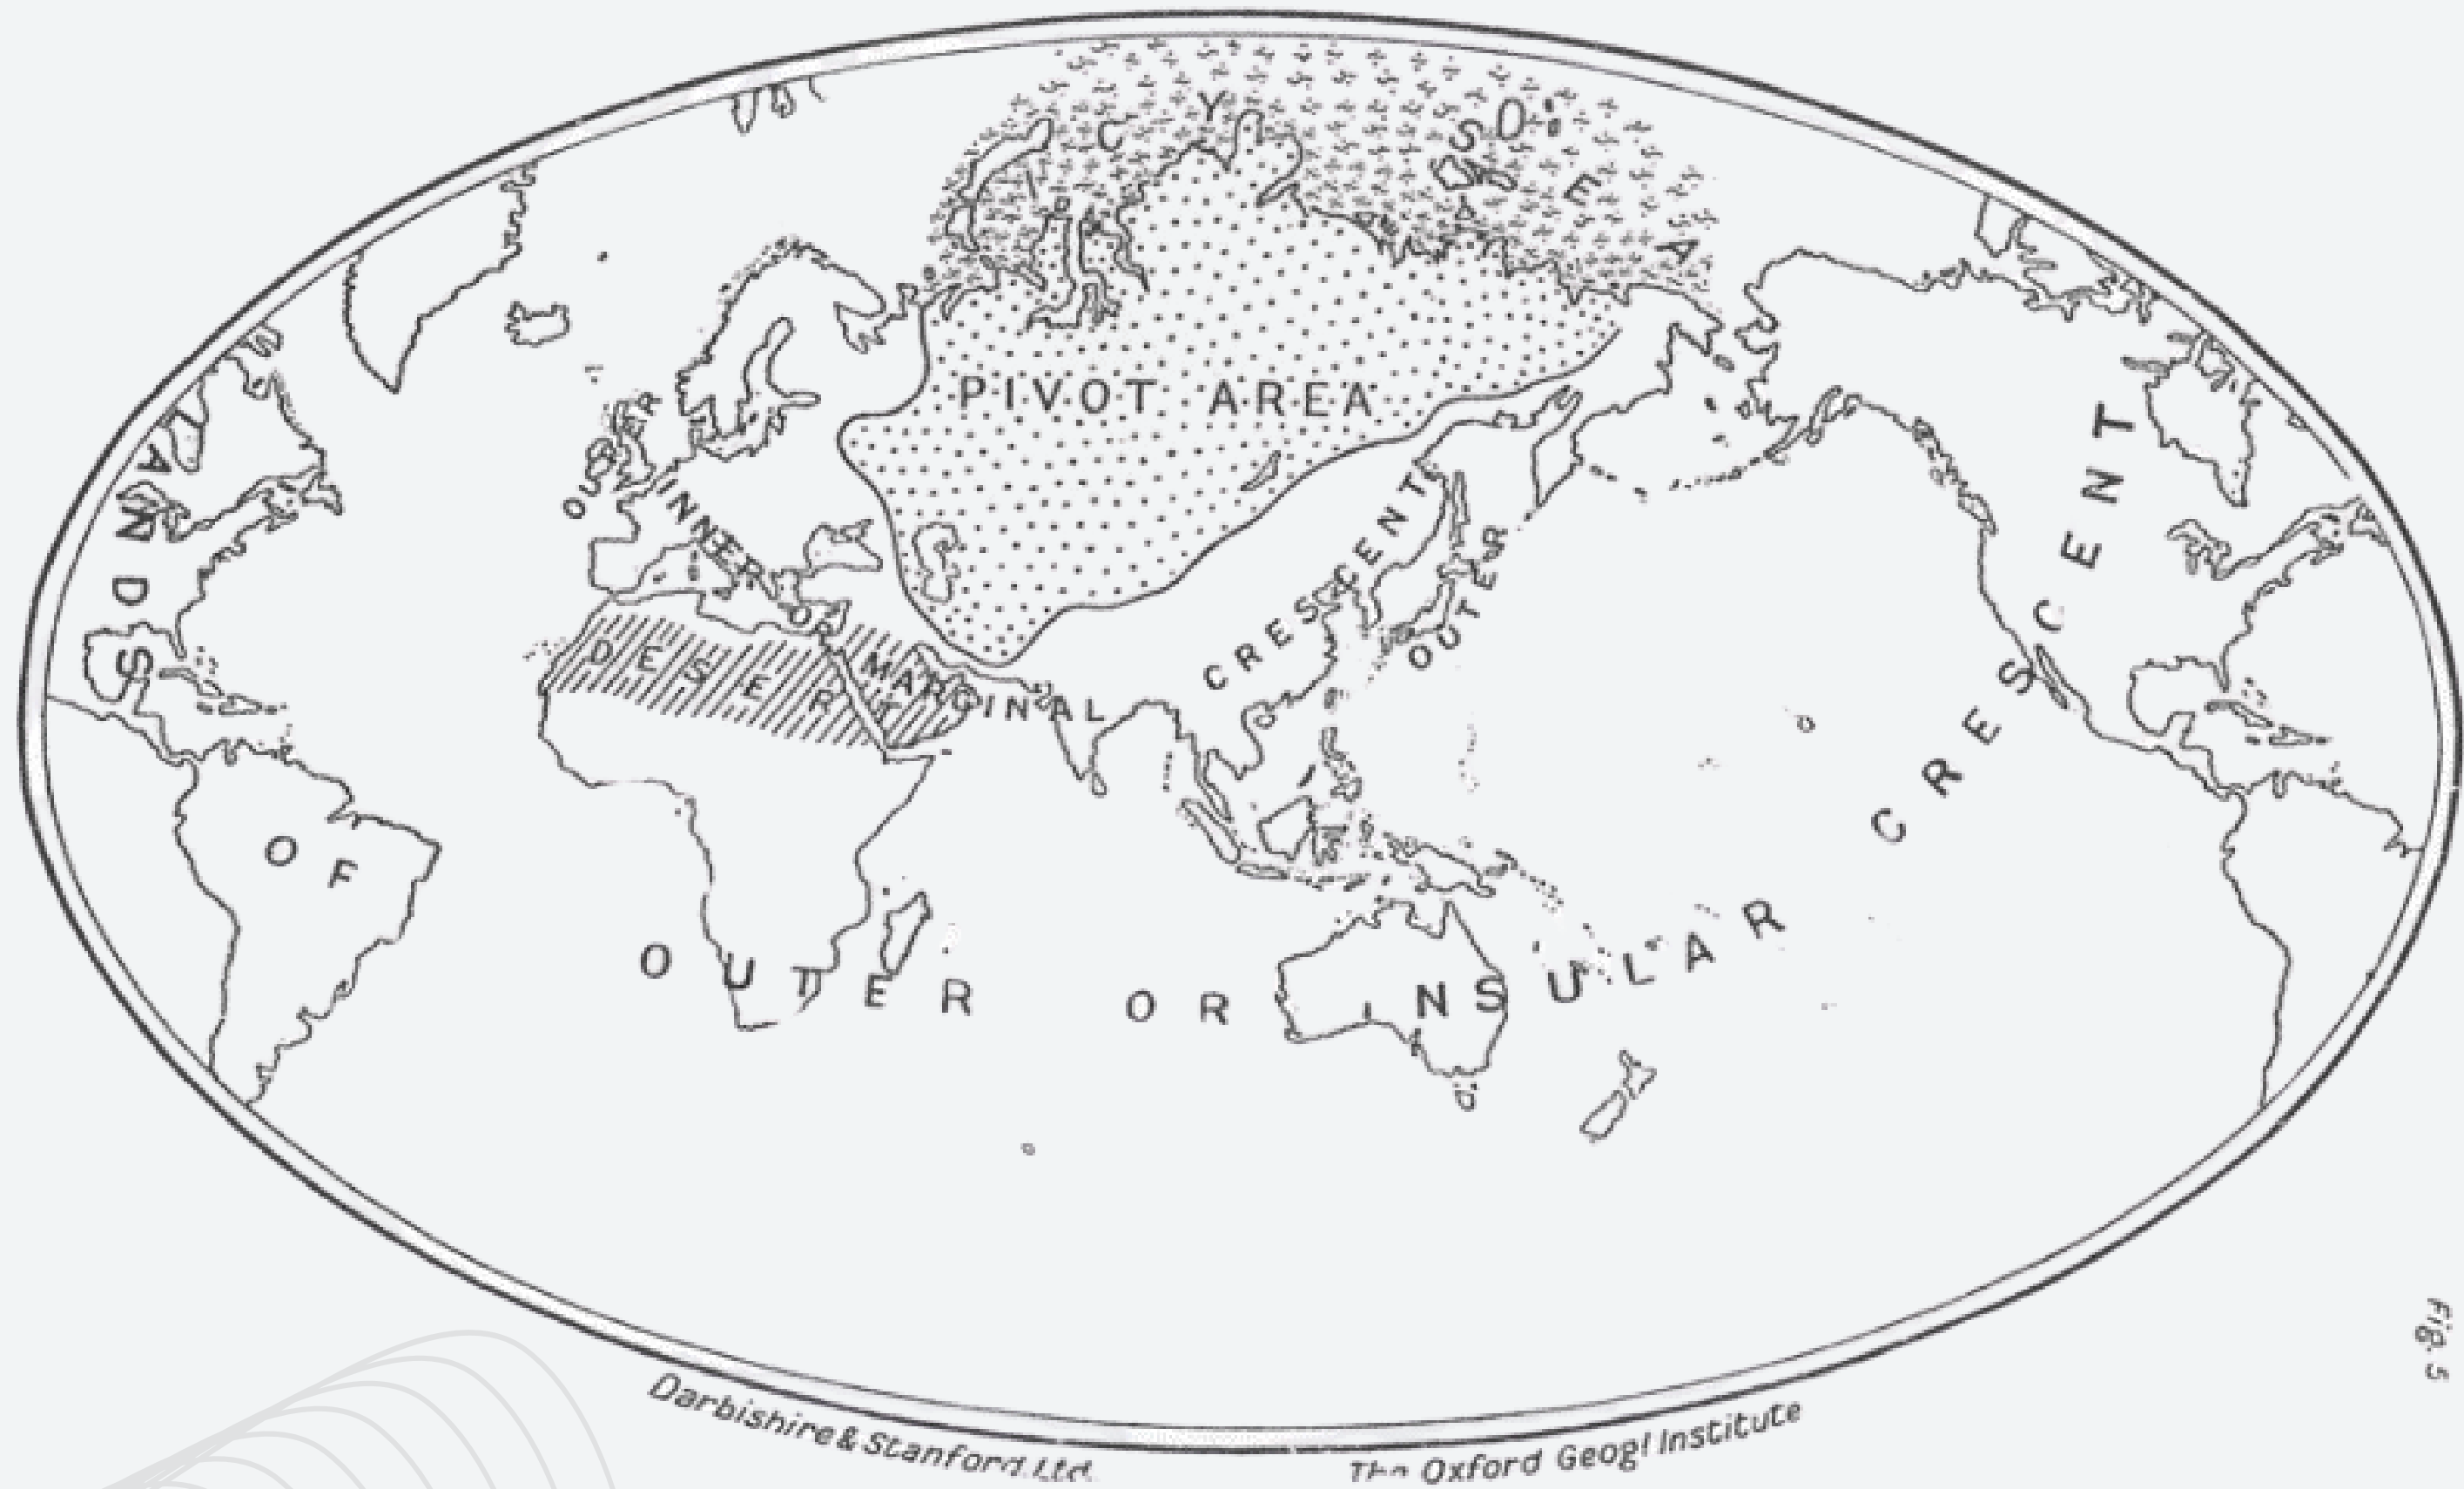 ICY SEA
PIVOT AREA
OUTER
INNER
OR
MARGINAL
CRESCENT
OUTER
DESERT
LANDS
OF
OUTER OR INSULAR
CRESCENT
Darbishire & Stanford. Ltd.
The Oxford Geog! Institute
Fig. 5